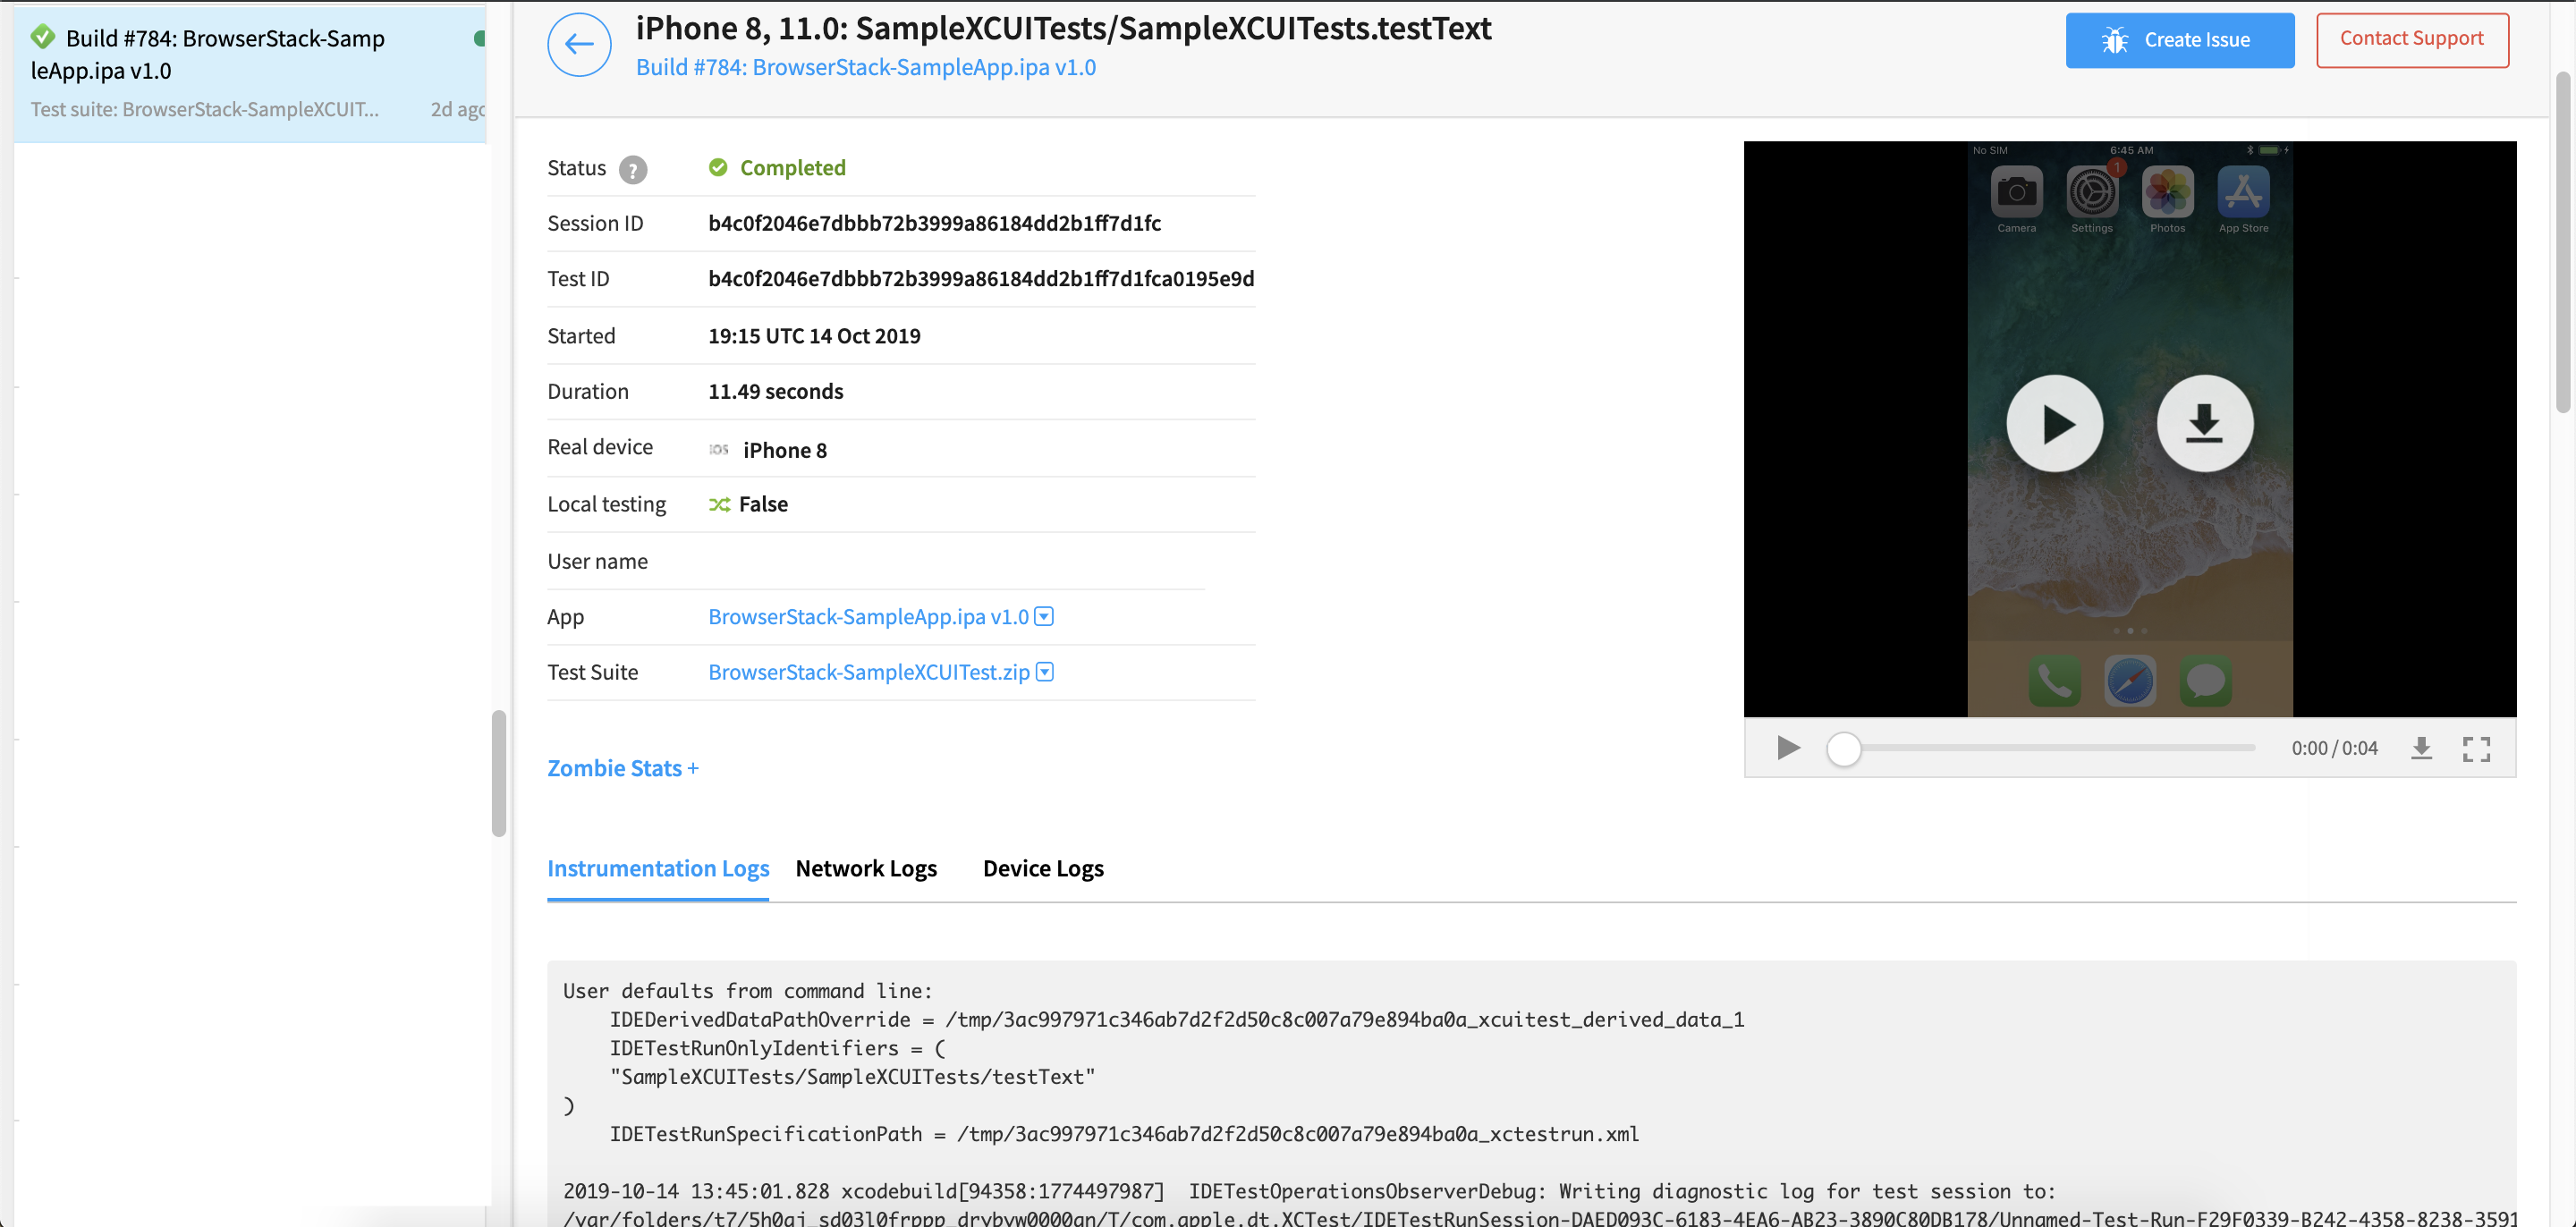 Build #784: BrowserStack-Samp
leApp.ipa v1.0
Test suite: BrowserStack-SampleXCUIT...
2d ago
iPhone 8, 11.0: SampleXCUITests/SampleXCUITests.testText
Build #784: BrowserStack-SampleApp.ipa v1.0
Create Issue
Contact Support
Status ? Completed
Session ID b4c0f2046e7dbbb72b3999a86184dd2b1ff7d1fc
Test ID b4c0f2046e7dbbb72b3999a86184dd2b1ff7d1fca0195e9d
Started 19:15 UTC 14 Oct 2019
Duration 11.49 seconds
Real device iOS iPhone 8
Local testing False
User name
App BrowserStack-SampleApp.ipa v1.0
Test Suite BrowserStack-SampleXCUITest.zip
Zombie Stats +
No SIM 6:45 AM
1
Camera Settings Photos App Store
0:00 / 0:04
Instrumentation Logs Network Logs Device Logs
User defaults from command line:
IDEDerivedDataPathOverride = /tmp/3ac997971c346ab7d2f2d50c8c007a79e894ba0a_xcuitest_derived_data_1
IDETestRunOnlyIdentifiers = (
"SampleXCUITests/SampleXCUITests/testText"
)
IDETestRunSpecificationPath = /tmp/3ac997971c346ab7d2f2d50c8c007a79e894ba0a_xctestrun.xml
2019-10-14 13:45:01.828 xcodebuild[94358:1774497987] IDETestOperationsObserverDebug: Writing diagnostic log for test session to:
/var/folders/t7/5h0gj_sd03l0frppp_drybyw0000gn/T/com.apple.dt.XCTest/IDETestRunSession-DAED093C-6183-4EA6-AB23-3890C80DB178/Unnamed-Test-Run-F29F0339-B242-4358-8238-3591